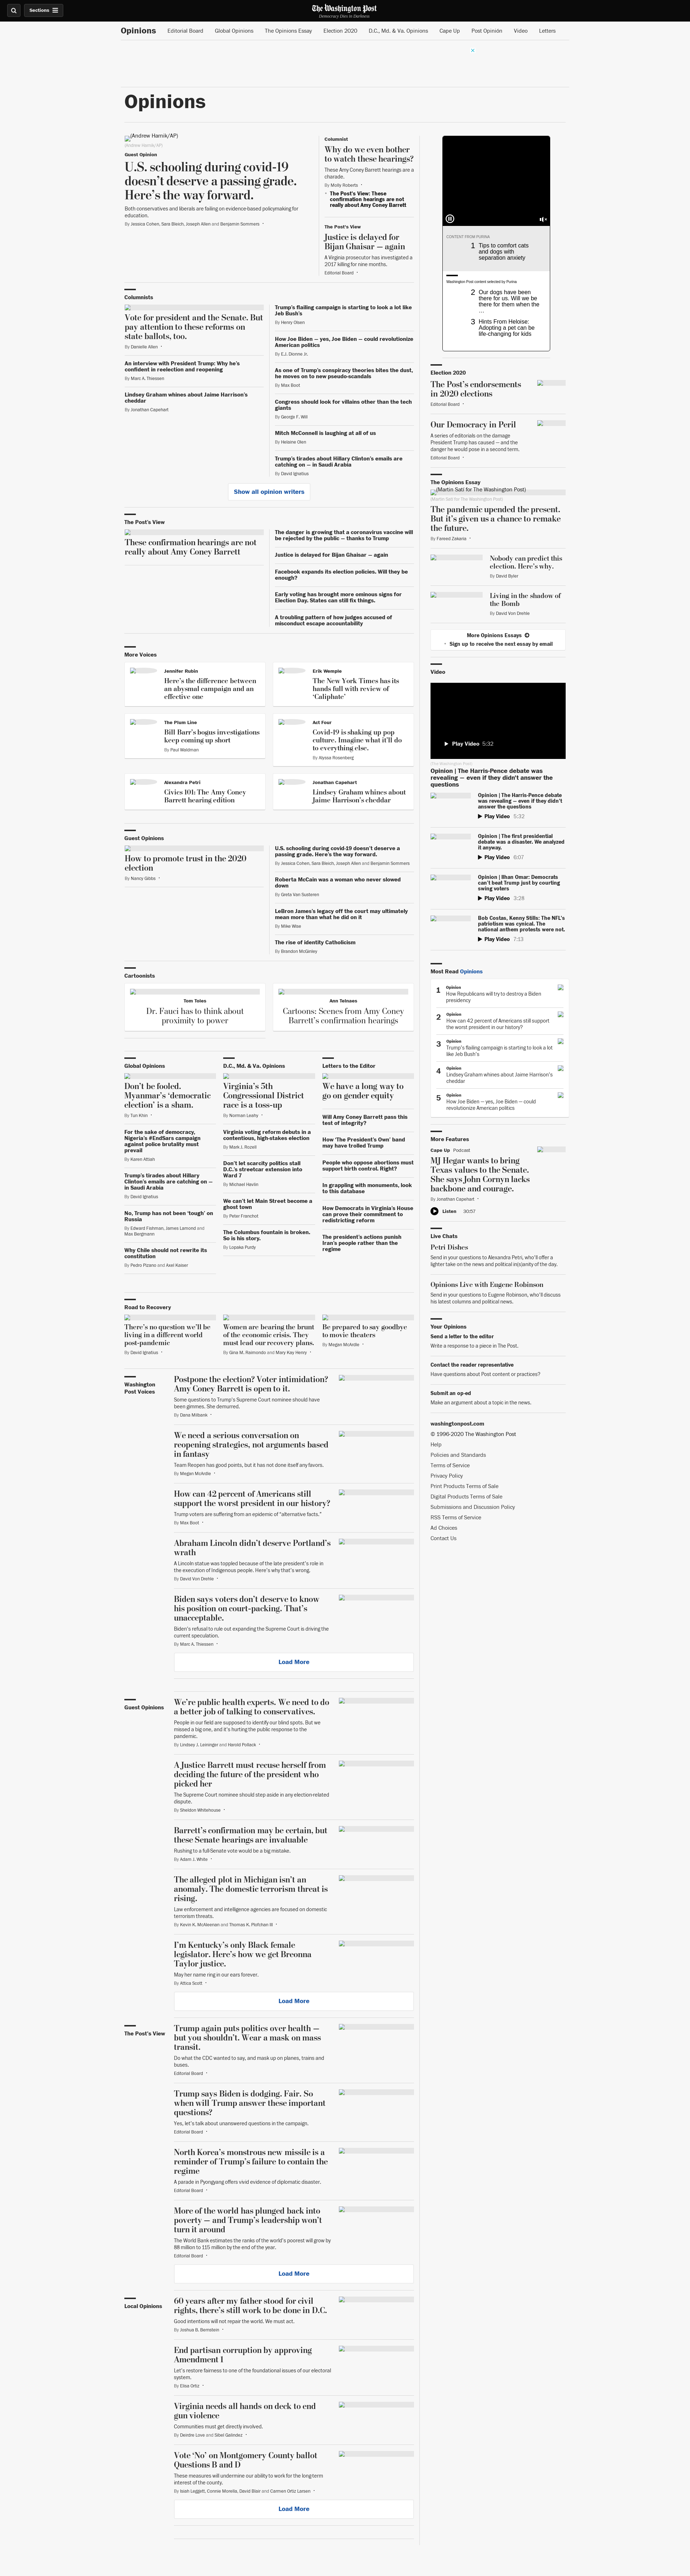 Sections
The Washington Post
Democracy Dies in Darkness
Opinions
Editorial Board
Global Opinions
The Opinions Essay
Election 2020
D.C., Md. & Va. Opinions
Cape Up
Post Opinión
Video
Letters
Opinions
(Andrew Harnik/AP)
(Andrew Harnik/AP)
Guest Opinion
U.S. schooling during covid-19
doesn’t deserve a passing grade.
Here’s the way forward.
Both conservatives and liberals are failing on evidence-based policymaking for
education.
By Jessica Cohen, Sara Bleich, Joseph Allen and Benjamin Sommers
Columnist
Why do we even bother
to watch these hearings?
These Amy Coney Barrett hearings are a
charade.
By Molly Roberts
The Post’s View: These
confirmation hearings are not
really about Amy Coney Barrett
The Post’s View
Justice is delayed for
Bijan Ghaisar — again
A Virginia prosecutor has investigated a
2017 killing for nine months.
Editorial Board
Columnists
Vote for president and the Senate. But
pay attention to these reforms on
state ballots, too.
By Danielle Allen
An interview with President Trump: Why he’s
confident in reelection and reopening
By Marc A. Thiessen
Lindsey Graham whines about Jaime Harrison’s
cheddar
By Jonathan Capehart
Trump’s flailing campaign is starting to look a lot like
Jeb Bush’s
By Henry Olsen
How Joe Biden — yes, Joe Biden — could revolutionize
American politics
By E.J. Dionne Jr.
As one of Trump’s conspiracy theories bites the dust,
he moves on to new pseudo-scandals
By Max Boot
Congress should look for villains other than the tech
giants
By George F. Will
Mitch McConnell is laughing at all of us
By Helaine Olen
Trump’s tirades about Hillary Clinton’s emails are
catching on — in Saudi Arabia
By David Ignatius
Show all opinion writers
The Post’s View
These confirmation hearings are not
really about Amy Coney Barrett
The danger is growing that a coronavirus vaccine will
be rejected by the public — thanks to Trump
Justice is delayed for Bijan Ghaisar — again
Facebook expands its election policies. Will they be
enough?
Early voting has brought more ominous signs for
Election Day. States can still fix things.
A troubling pattern of how judges accused of
misconduct escape accountability
More Voices
Jennifer Rubin
Here’s the difference between
an abysmal campaign and an
effective one
Erik Wemple
The New York Times has its
hands full with review of
‘Caliphate’
The Plum Line
Bill Barr’s bogus investigations
keep coming up short
By Paul Waldman
Act Four
Covid-19 is shaking up pop
culture. Imagine what it’ll do
to everything else.
By Alyssa Rosenberg
Alexandra Petri
Civics 101: The Amy Coney
Barrett hearing edition
Jonathan Capehart
Lindsey Graham whines about
Jaime Harrison’s cheddar
Guest Opinions
How to promote trust in the 2020
election
By Nancy Gibbs
U.S. schooling during covid-19 doesn’t deserve a
passing grade. Here’s the way forward.
By Jessica Cohen, Sara Bleich, Joseph Allen and Benjamin Sommers
Roberta McCain was a woman who never slowed
down
By Greta Van Susteren
LeBron James’s legacy off the court may ultimately
mean more than what he did on it
By Mike Wise
The rise of identity Catholicism
By Brandon McGinley
Cartoonists
Tom Toles
Dr. Fauci has to think about
proximity to power
Ann Telnaes
Cartoons: Scenes from Amy Coney
Barrett’s confirmation hearings
Global Opinions
Don’t be fooled.
Myanmar’s ‘democratic
election’ is a sham.
By Tun Khin
For the sake of democracy,
Nigeria’s #EndSars campaign
against police brutality must
prevail
By Karen Attiah
Trump’s tirades about Hillary
Clinton’s emails are catching on —
in Saudi Arabia
By David Ignatius
No, Trump has not been ‘tough’ on
Russia
By Edward Fishman, James Lamond and
Max Bergmann
Why Chile should not rewrite its
constitution
By Pedro Pizano and Axel Kaiser
D.C., Md. & Va. Opinions
Virginia’s 5th
Congressional District
race is a toss-up
By Norman Leahy
Virginia voting reform debate in a
contentious, high-stakes election
By Mark J. Rozell
Don’t let scarcity politics stall
D.C.’s streetcar extension into
Ward 7
By Michael Havlin
We can’t let Main Street become a
ghost town
By Peter Franchot
The Columbus fountain is broken.
So is his story.
By Lopaka Purdy
Letters to the Editor
We have a long way to
go on gender equity
Will Amy Coney Barrett pass this
test of integrity?
How ‘The President’s Own’ band
may have trolled Trump
Why people oppose abortions must
support birth control. Right?
In grappling with monuments, look
to this database
How Democrats in Virginia’s House
can prove their commitment to
redistricting reform
The president’s actions punish
Iran’s people rather than the
regime
Road to Recovery
There’s no question we’ll be
living in a different world
post-pandemic
By David Ignatius
Women are bearing the brunt
of the economic crisis. They
must lead our recovery plans.
By Gina M. Raimondo and Mary Kay Henry
Be prepared to say goodbye
to movie theaters
By Megan McArdle
Washington
Post Voices
Postpone the election? Voter intimidation?
Amy Coney Barrett is open to it.
Some questions to Trump’s Supreme Court nominee should have
been gimmes. She demurred.
By Dana Milbank
We need a serious conversation on
reopening strategies, not arguments based
in fantasy
Team Reopen has good points, but it has not done itself any favors.
By Megan McArdle
How can 42 percent of Americans still
support the worst president in our history?
Trump voters are suffering from an epidemic of “alternative facts.”
By Max Boot
Abraham Lincoln didn’t deserve Portland’s
wrath
A Lincoln statue was toppled because of the late president’s role in
the execution of Indigenous people. Here’s why that’s wrong.
By David Von Drehle
Biden says voters don’t deserve to know
his position on court-packing. That’s
unacceptable.
Biden’s refusal to rule out expanding the Supreme Court is driving the
current speculation.
By Marc A. Thiessen
Load More
Guest Opinions
We’re public health experts. We need to do
a better job of talking to conservatives.
People in our field are supposed to identify our blind spots. But we
missed a big one, and it’s hurting the public response to the
pandemic.
By Lindsey J. Leininger and Harold Pollack
A Justice Barrett must recuse herself from
deciding the future of the president who
picked her
The Supreme Court nominee should step aside in any election-related
dispute.
By Sheldon Whitehouse
Barrett’s confirmation may be certain, but
these Senate hearings are invaluable
Rushing to a full-Senate vote would be a big mistake.
By Adam J. White
The alleged plot in Michigan isn’t an
anomaly. The domestic terrorism threat is
rising.
Law enforcement and intelligence agencies are focused on domestic
terrorism threats.
By Kevin K. McAleenan and Thomas K. Plofchan III
I’m Kentucky’s only Black female
legislator. Here’s how we get Breonna
Taylor justice.
May her name ring in our ears forever.
By Attica Scott
Load More
The Post’s View
Trump again puts politics over health —
but you shouldn’t. Wear a mask on mass
transit.
Do what the CDC wanted to say, and mask up on planes, trains and
buses.
Editorial Board
Trump says Biden is dodging. Fair. So
when will Trump answer these important
questions?
Yes, let’s talk about unanswered questions in the campaign.
Editorial Board
North Korea’s monstrous new missile is a
reminder of Trump’s failure to contain the
regime
A parade in Pyongyang offers vivid evidence of diplomatic disaster.
Editorial Board
More of the world has plunged back into
poverty — and Trump’s leadership won’t
turn it around
The World Bank estimates the ranks of the world’s poorest will grow by
88 million to 115 million by the end of the year.
Editorial Board
Load More
Local Opinions
60 years after my father stood for civil
rights, there’s still work to be done in D.C.
Good intentions will not repair the world. We must act.
By Joshua B. Bernstein
End partisan corruption by approving
Amendment 1
Let’s restore fairness to one of the foundational issues of our electoral
system.
By Elisa Ortiz
Virginia needs all hands on deck to end
gun violence
Communities must get directly involved.
By Deirdre Love and Sibel Galindez
Vote ‘No’ on Montgomery County ballot
Questions B and D
These measures will undermine our ability to work for the long-term
interest of the county.
By Isiah Leggett, Connie Morella, David Blair and Carmen Ortiz Larsen
Load More
CONTENT FROM PURINA
1 Tips to comfort cats
and dogs with
separation anxiety
Washington Post content selected by Purina
2 Our dogs have been
there for us. Will we be
there for them when the
…
3 Hints From Heloise:
Adopting a pet can be
life-changing for kids
Election 2020
The Post’s endorsements
in 2020 elections
Editorial Board
Our Democracy in Peril
A series of editorials on the damage
President Trump has caused — and the
danger he would pose in a second term.
Editorial Board
The Opinions Essay
(Martin Satí for The Washington Post)
(Martin Satí for The Washington Post)
The pandemic upended the present.
But it’s given us a chance to remake
the future.
By Fareed Zakaria
Nobody can predict this
election. Here’s why.
By David Byler
Living in the shadow of
the Bomb
By David Von Drehle
More Opinions Essays
Sign up to receive the next essay by email
Video
Play Video 5:32
(The Washington Post)
Opinion | The Harris-Pence debate was
revealing — even if they didn’t answer the
questions
Opinion | The Harris-Pence debate
was revealing — even if they didn’t
answer the questions
Play Video 5:32
Opinion | The first presidential
debate was a disaster. We analyzed
it anyway.
Play Video 6:07
Opinion | Ilhan Omar: Democrats
can’t beat Trump just by courting
swing voters
Play Video 3:28
Bob Costas, Kenny Stills: The NFL’s
patriotism was cynical. The
national anthem protests were not.
Play Video 7:13
Most Read Opinions
1 Opinion
How Republicans will try to destroy a Biden
presidency
2 Opinion
How can 42 percent of Americans still support
the worst president in our history?
3 Opinion
Trump’s flailing campaign is starting to look a lot
like Jeb Bush’s
4 Opinion
Lindsey Graham whines about Jaime Harrison’s
cheddar
5 Opinion
How Joe Biden — yes, Joe Biden — could
revolutionize American politics
More Features
Cape Up Podcast
MJ Hegar wants to bring
Texas values to the Senate.
She says John Cornyn lacks
backbone and courage.
By Jonathan Capehart
Listen 30:57
Live Chats
Petri Dishes
Send in your questions to Alexandra Petri, who’ll offer a
lighter take on the news and political in(s)anity of the day.
Opinions Live with Eugene Robinson
Send in your questions to Eugene Robinson, who’ll discuss
his latest columns and political news.
Your Opinions
Send a letter to the editor
Write a response to a piece in The Post.
Contact the reader representative
Have questions about Post content or practices?
Submit an op-ed
Make an argument about a topic in the news.
washingtonpost.com
© 1996-2020 The Washington Post
Help
Policies and Standards
Terms of Service
Privacy Policy
Print Products Terms of Sale
Digital Products Terms of Sale
Submissions and Discussion Policy
RSS Terms of Service
Ad Choices
Contact Us